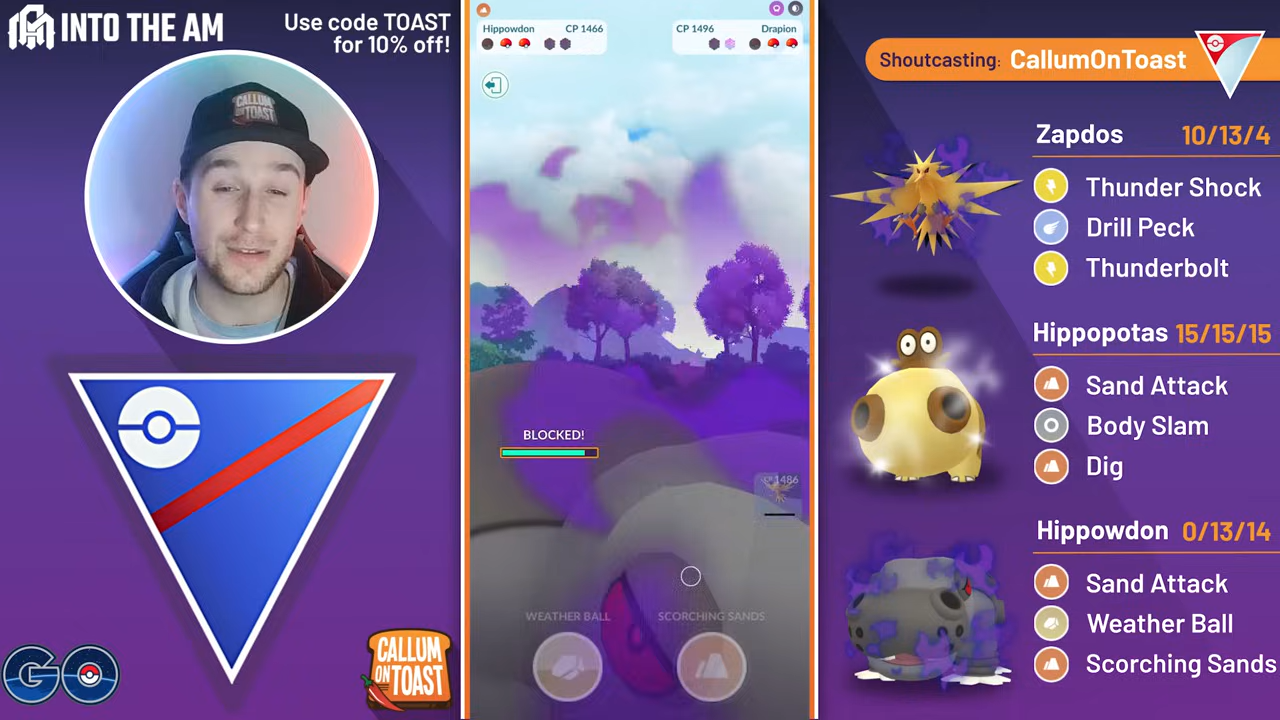 INTO THE AM
Use code TOAST
for 10% off!
CALLUM
ON TOAST
GO
CALLUM
ON
TOAST
Hippowdon CP 1466
CP 1496 Drapion
BLOCKED!
CP 1486
WEATHER BALL
SCORCHING SANDS
Shoutcasting: CallumOnToast
Zapdos 10/13/4
Thunder Shock
Drill Peck
Thunderbolt
Hippopotas 15/15/15
Sand Attack
Body Slam
Dig
Hippowdon 0/13/14
Sand Attack
Weather Ball
Scorching Sands